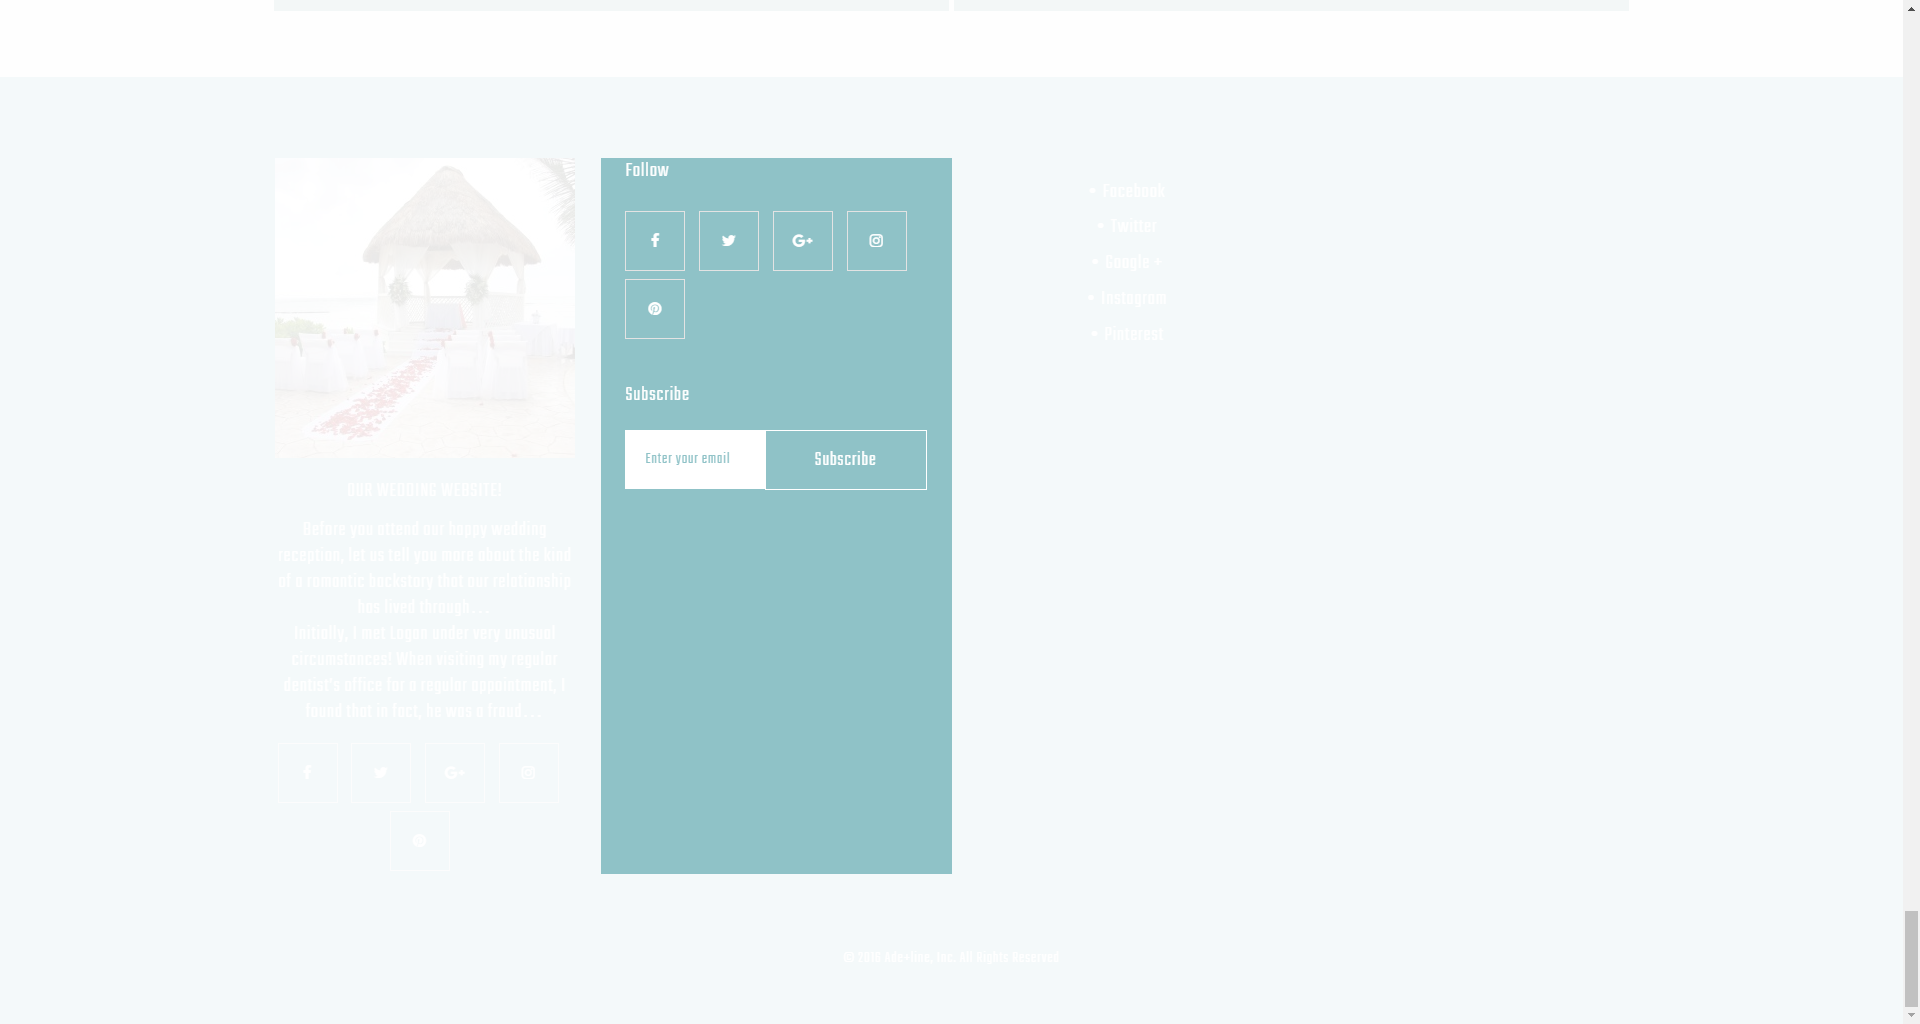 Follow
Subscribe
Enter your email
Subscribe
OUR WEDDING WEBSITE!
Before you attend our happy wedding
reception, let us tell you more about the kind
of a romantic backstory that our relationship
has lived through…
Initially, I met Logan under very unusual
circumstances! When visiting my regular
dentist's office for a regular appointment, I
found that in fact, he was a fraud…
• Facebook
• Twitter
• Google +
• Instagram
• Pinterest
Inc. All Rights Reserved